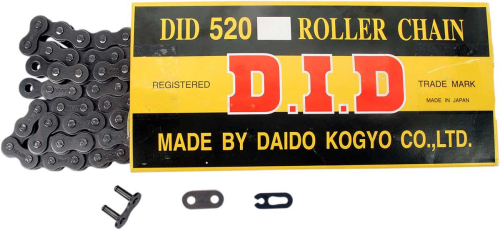 DID 520 ROLLER CHAIN
REGISTERED
D.I.D
TRADE MARK
MADE IN JAPAN
MADE BY DAIDO KOGYO CO.,LTD.